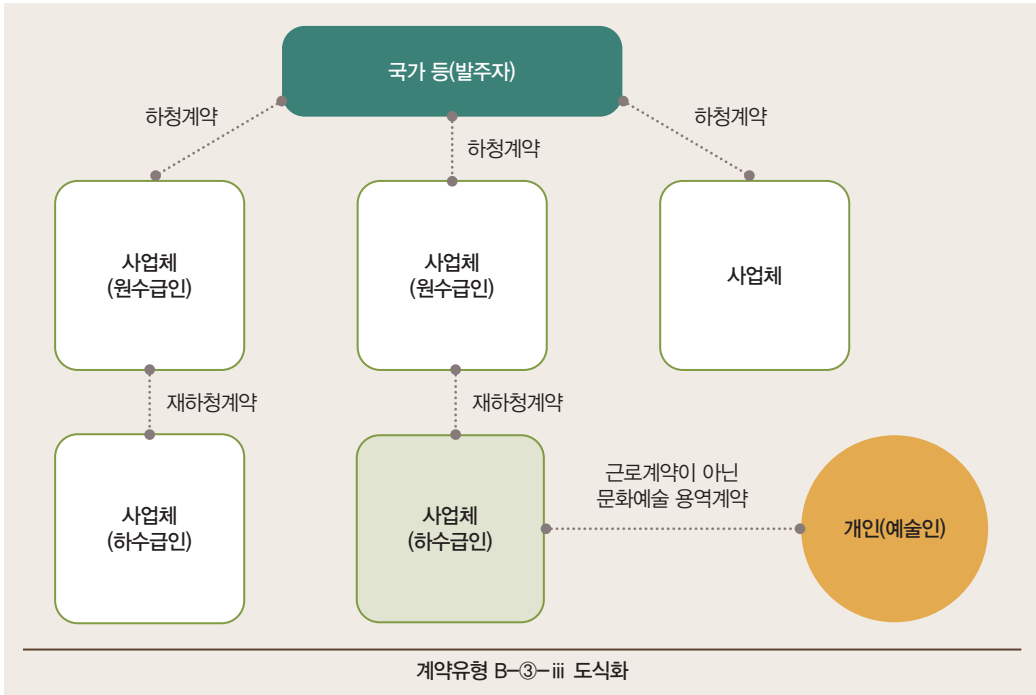 국가 등(발주자)
하청계약
하청계약
하청계약
사업체
(원수급인)
사업체
(원수급인)
사업체
재하청계약
재하청계약
사업체
(하수급인)
사업체
(하수급인)
근로계약이 아닌
문화예술 용역계약
개인(예술인)
계약유형 B-③-ⅲ 도식화